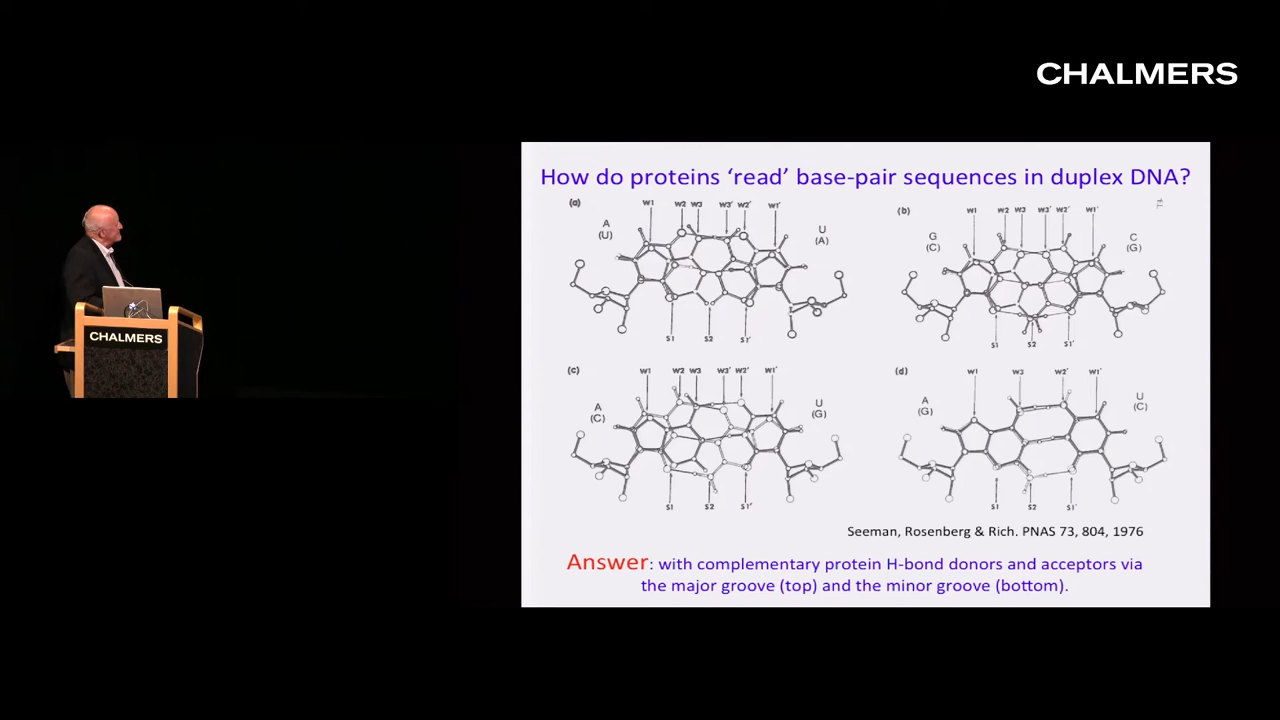 CHALMERS
How do proteins ‘read’ base-pair sequences in duplex DNA?
(a) W1 W2 W3 W3' W2' W1'
A (U) U (A)
S1 S2 S1'
(b) W1 W2 W3 W3' W2' W1'
G (C) C (G)
S1 S2 S1'
(c) W1 W2 W3 W3' W2' W1'
A (C) U (G)
S1 S2 S1'
(d) W1 W3 W2' W1'
A (G) U (C)
S1 S2 S1'
Seeman, Rosenberg & Rich. PNAS 73, 804, 1976
Answer: with complementary protein H-bond donors and acceptors via
the major groove (top) and the minor groove (bottom).
CHALMERS